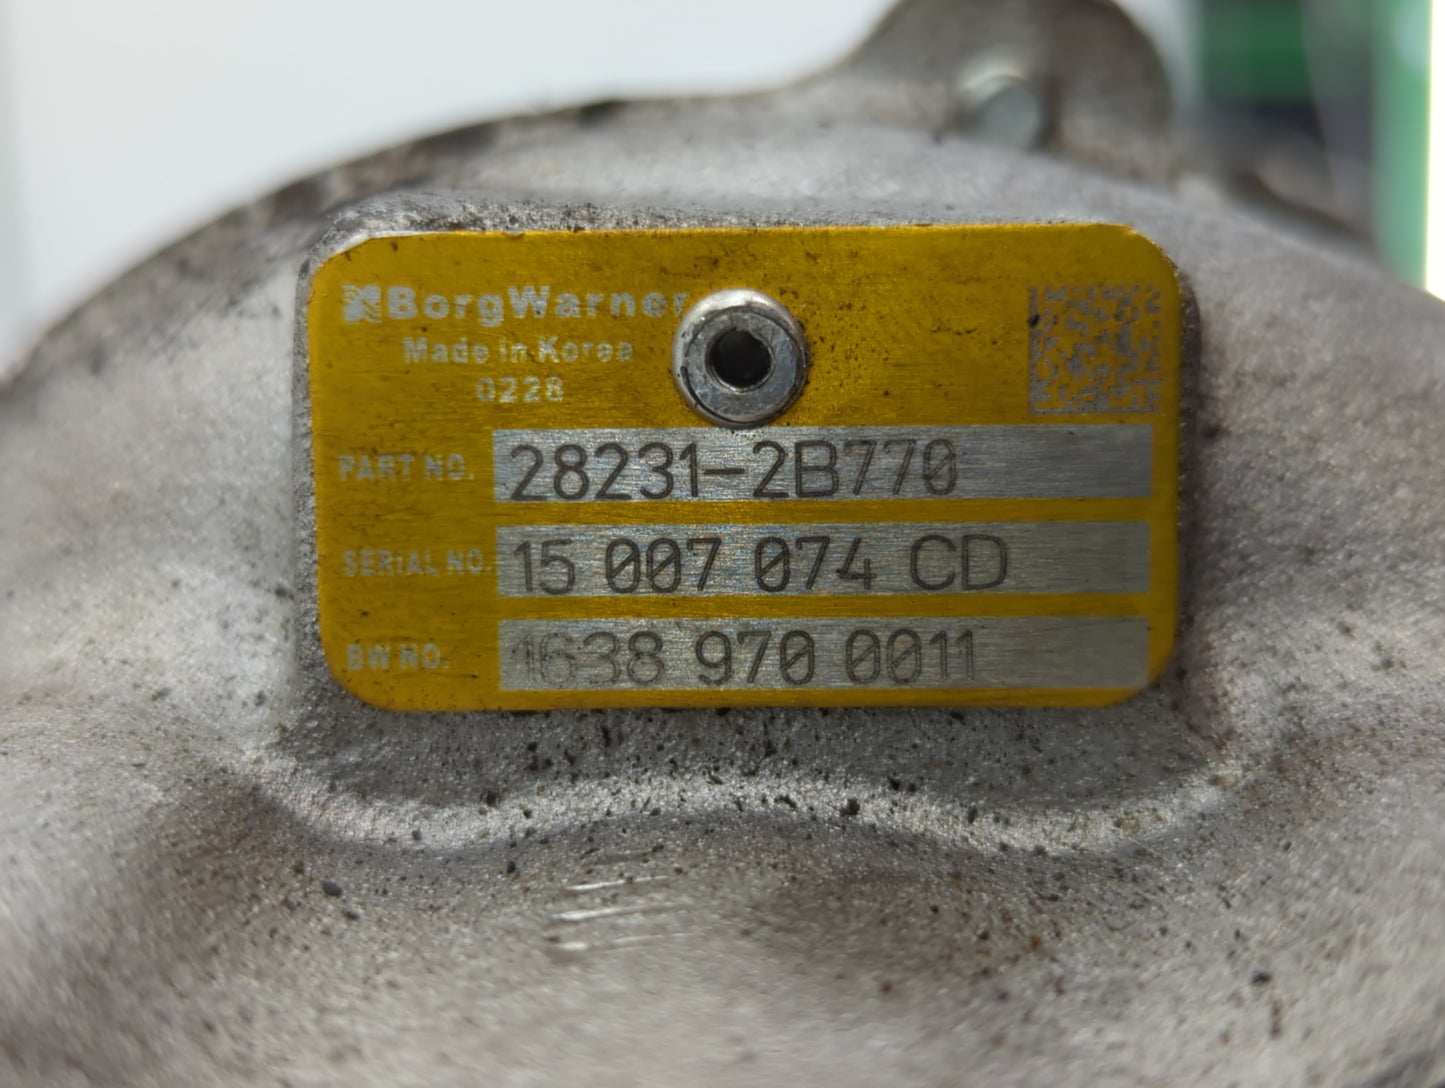 BorgWarner
Made in Korea
0228
PART NO. 28231-2B770
SERIAL NO. 15 007 074 CD
BW NO. 1638 970 0011